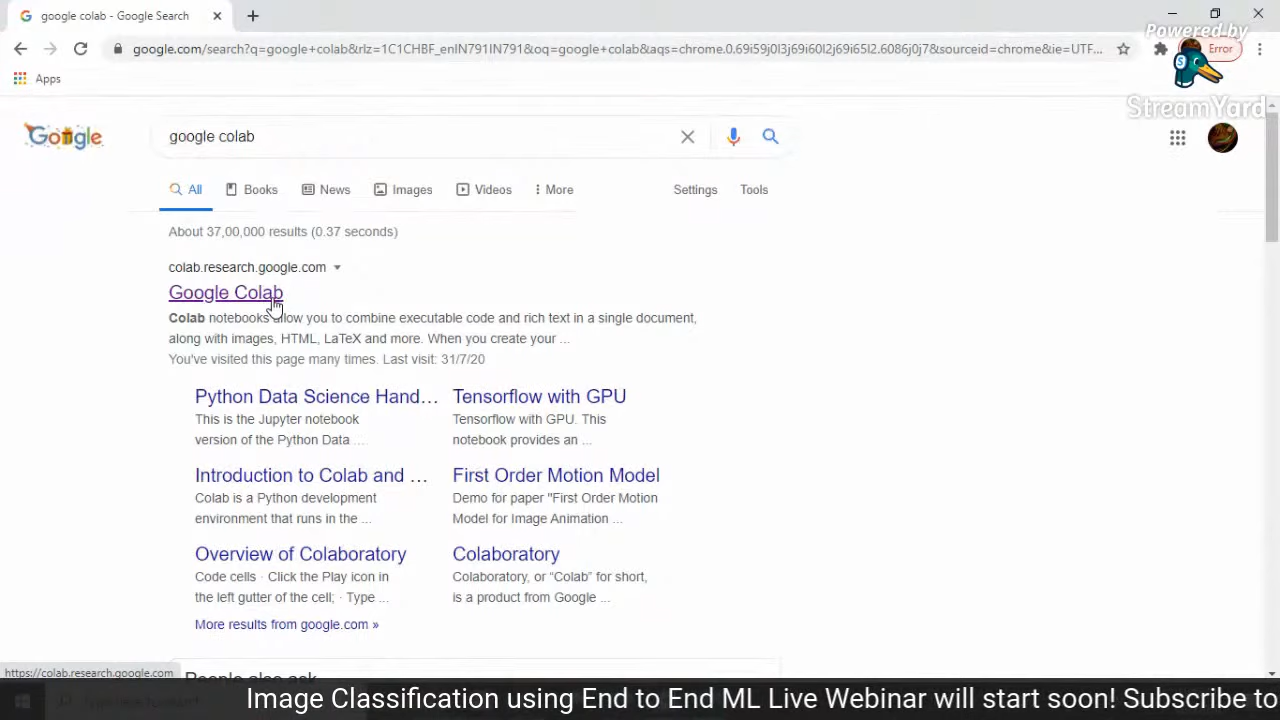 google colab - Google Search
google.com/search?q=google+colab&rlz=1C1CHBF_enIN791IN791&oq=google+colab&aqs=chrome.0.69i59j0l3j69i60l2j69i65l2.6086j0j7&sourceid=chrome&ie=UTF...
Error
Apps
Powered by
StreamYard
Google
google colab
All
Books
News
Images
Videos
More
Settings
Tools
About 37,00,000 results (0.37 seconds)
colab.research.google.com
Google Colab
Colab notebooks allow you to combine executable code and rich text in a single document,
along with images, HTML, LaTeX and more. When you create your ...
You've visited this page many times. Last visit: 31/7/20
Python Data Science Hand...
This is the Jupyter notebook
version of the Python Data ...
Tensorflow with GPU
Tensorflow with GPU. This
notebook provides an ...
Introduction to Colab and ...
Colab is a Python development
environment that runs in the ...
First Order Motion Model
Demo for paper "First Order Motion
Model for Image Animation ...
Overview of Colaboratory
Code cells · Click the Play icon in
the left gutter of the cell; · Type ...
Colaboratory
Colaboratory, or “Colab” for short,
is a product from Google ...
More results from google.com »
https://colab.research.google.com
People also ask
Image Classification using End to End ML Live Webinar will start soon! Subscribe to